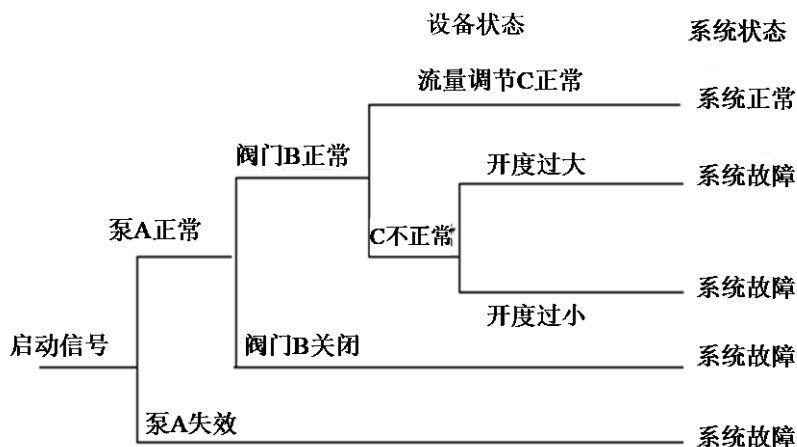 设备状态
系统状态
流量调节C正常
系统正常
阀门B正常
开度过大
系统故障
泵A正常
C不正常
系统故障
开度过小
启动信号
阀门B关闭
系统故障
泵A失效
系统故障